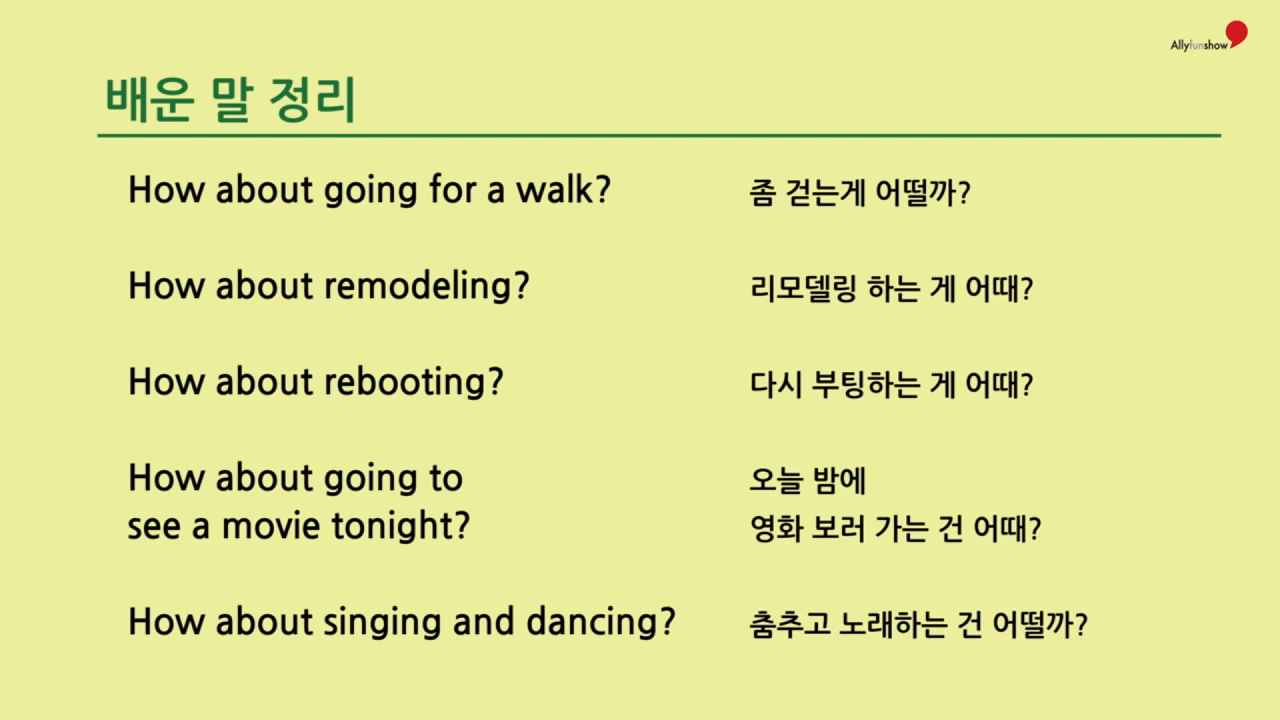 Allyfunshow
배운 말 정리
How about going for a walk?
좀 걷는게 어떨까?
How about remodeling?
리모델링 하는 게 어때?
How about rebooting?
다시 부팅하는 게 어때?
How about going to
see a movie tonight?
오늘 밤에
영화 보러 가는 건 어때?
How about singing and dancing?
춤추고 노래하는 건 어떨까?